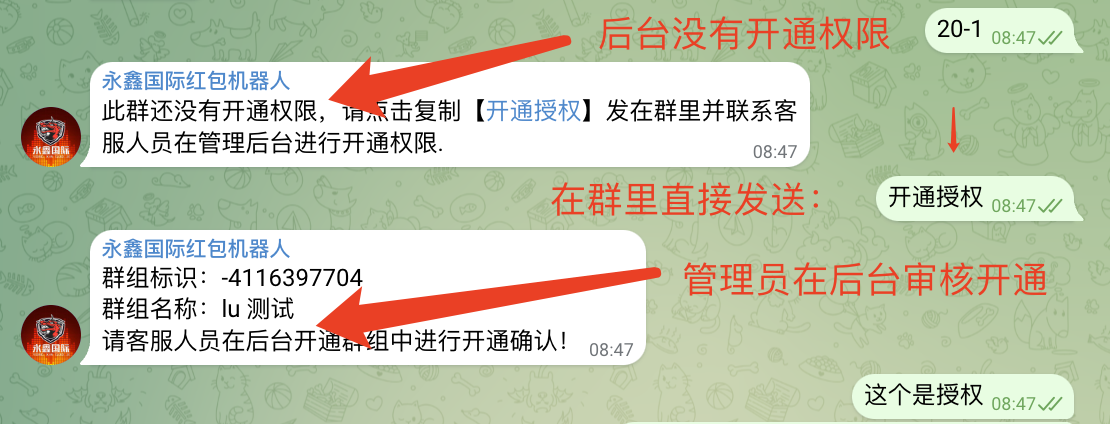 后台没有开通权限
20-1 08:47
永鑫国际红包机器人
此群还没有开通权限，请点击复制【开通授权】发在群里并联系客
服人员在管理后台进行开通权限.
08:47
永鑫国际
在群里直接发送：
开通授权 08:47
永鑫国际红包机器人
群组标识：-4116397704
管理员在后台审核开通
群组名称：lu 测试
请客服人员在后台开通群组中进行开通确认！
08:47
永鑫国际
这个是授权 08:47